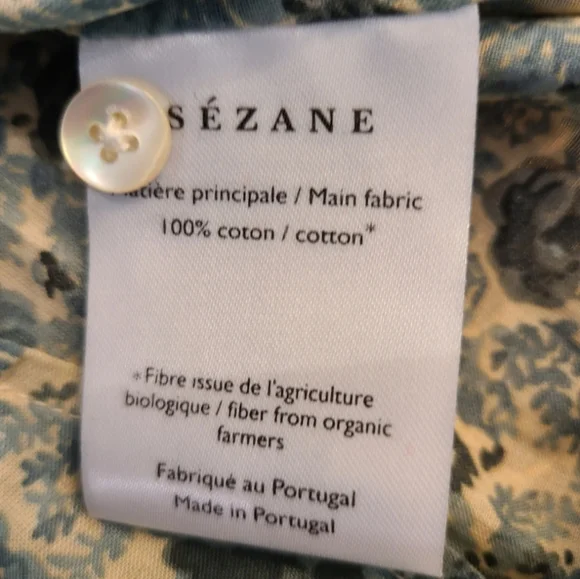 SÉZANE
Matière principale / Main fabric
100% coton / cotton*
*Fibre issue de l'agriculture
biologique / fiber from organic
farmers
Fabriqué au Portugal
Made in Portugal